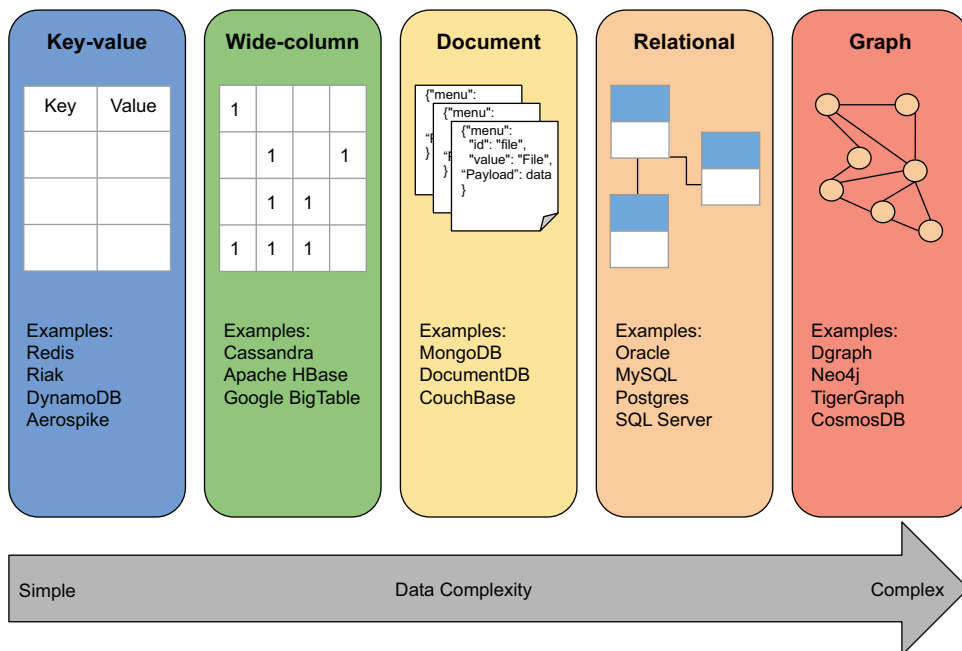 Key-value
Key Value
Examples:
Redis
Riak
DynamoDB
Aerospike
Wide-column
1
1 1
1 1
1 1 1
Examples:
Cassandra
Apache HBase
Google BigTable
Document
{"menu":
}
{"menu":
}
{"menu":
"id": "file",
"value": "File",
“Payload”: data
}
Examples:
MongoDB
DocumentDB
CouchBase
Relational
Examples:
Oracle
MySQL
Postgres
SQL Server
Graph
Examples:
Dgraph
Neo4j
TigerGraph
CosmosDB
Simple Data Complexity Complex